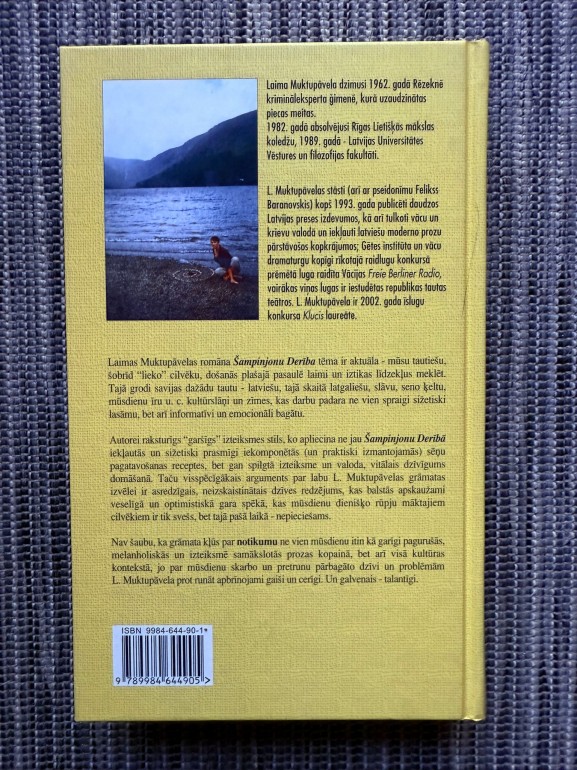 Laima Muktupāvela dzimusi 1962. gadā Rēzeknē
krimināleksperta ģimenē, kurā uzaudzinātas
piecas meitas.
1982. gadā absolvējusi Rīgas Lietišķās mākslas
koledžu, 1989. gadā - Latvijas Universitātes
Vēstures un filozofijas fakultāti.
L. Muktupāvelas stāsti (arī ar pseidonīmu Felikss
Baranovskis) kopš 1993. gada publicēti daudzos
Latvijas preses izdevumos, kā arī tulkoti vācu un
krievu valodā un iekļauti latviešu moderno prozu
pārstāvošos kopkrājumos; Gētes institūta un vācu
dramaturgu kopīgi rīkotajā raidlugu konkursā
prēmētā luga raidīta Vācijas Freie Berliner Radio,
vairākas viņas lugas ir iestudētas republikas tautas
teātros. L. Muktupāvela ir 2002. gada īslugu
konkursa Klucis laureāte.
Laimas Muktupāvelas romāna Šampinjonu Derība tēma ir aktuāla - mūsu tautiešu,
šobrīd "lieko" cilvēku, došanās plašajā pasaulē laimi un iztikas līdzekļus meklēt.
Tajā grodi savijas dažādu tautu - latviešu, tajā skaitā latgaliešu, slāvu, seno ķeltu,
mūsdienu īru u. c. kultūrslāņi un zīmes, kas darbu padara ne vien spraigi sižetiski
lasāmu, bet arī informatīvi un emocionāli bagātu.
Autorei raksturīgs "garšīgs" izteiksmes stils, ko apliecina ne jau Šampinjonu Derībā
iekļautās un sižetiski prasmīgi iekomponētās (un praktiski izmantojamās) sēņu
pagatavošanas receptes, bet gan spilgtā izteiksme un valoda, vitālais dzīvīgums
domāšanā. Taču visspēcīgākais arguments par labu L. Muktupāvelas grāmatas
izvēlei ir asredzīgais, neizskaistinātais dzīves redzējums, kas balstās apskaužami
veselīgā un optimistiskā gara spēkā, kas mūsdienu dienišķo rūpju māktajiem
cilvēkiem ir tik svešs, bet tajā pašā laikā - nepieciešams.
Nav šaubu, ka grāmata kļūs par notikumu ne vien mūsdienu itin kā garīgi pagurušās,
melanholiskās un izteiksmē samākslotās prozas kopainā, bet arī visā kultūras
kontekstā, jo par mūsdienu skarbo un pretrunu pārbagāto dzīvi un problēmām
L. Muktupāvela prot runāt apbrīnojami gaiši un cerīgi. Un galvenais - talantīgi.
ISBN 9984-644-90-1
9 789984 644905 >